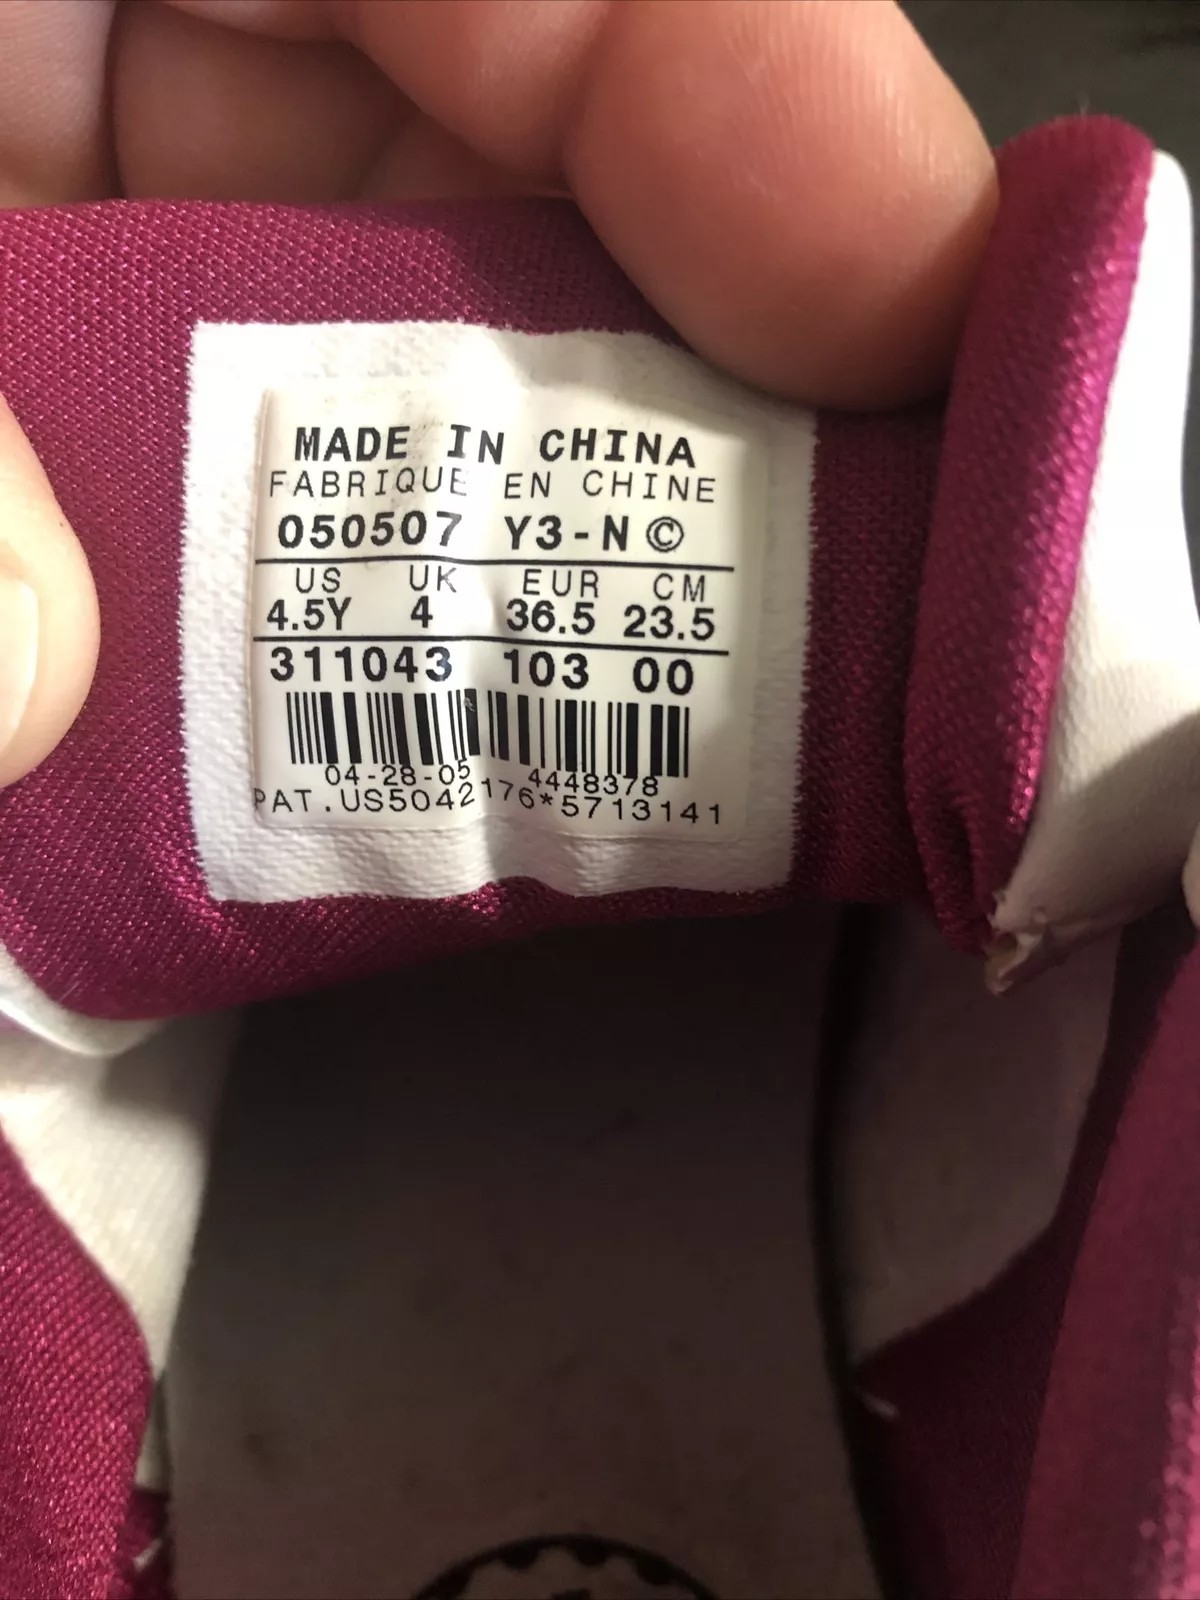 MADE IN CHINA
FABRIQUE EN CHINE
050507 Y3-N ©
US UK EUR CM
4.5Y 4 36.5 23.5
311043 103 00
04-28-05 4448378
PAT.US5042176*5713141